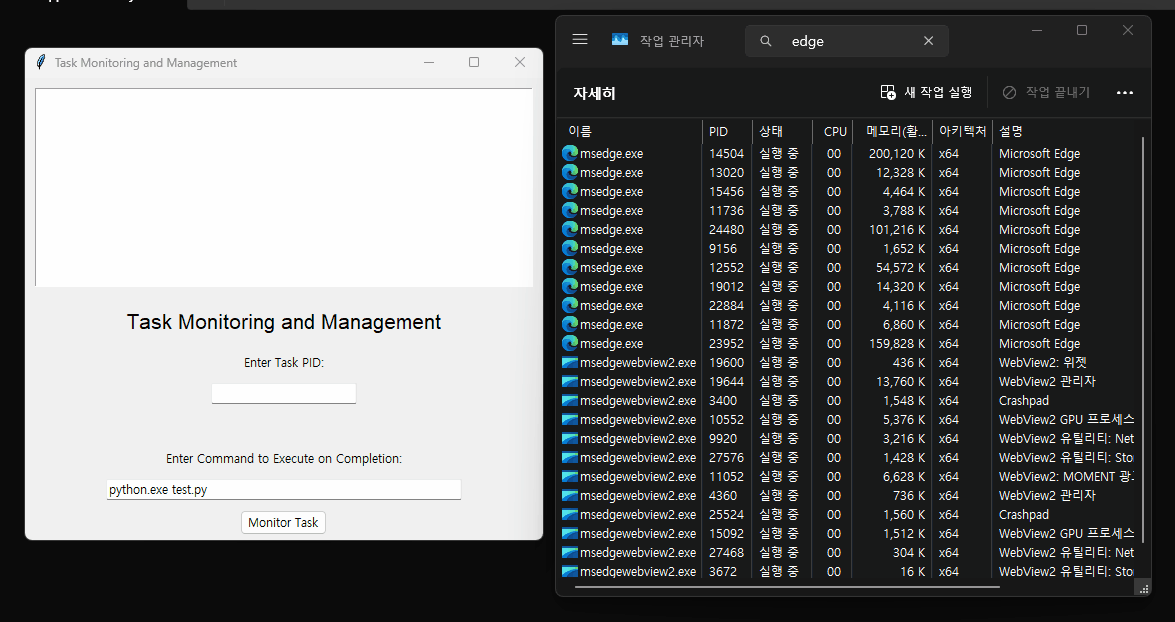 Task Monitoring and Management
Task Monitoring and Management
Enter Task PID:
Enter Command to Execute on Completion:
python.exe test.py
Monitor Task
작업 관리자
edge
자세히
새 작업 실행
작업 끝내기
이름 PID 상태 CPU 메모리(활... 아키텍처 설명
msedge.exe 14504 실행 중 00 200,120 K x64 Microsoft Edge
msedge.exe 13020 실행 중 00 12,328 K x64 Microsoft Edge
msedge.exe 15456 실행 중 00 4,464 K x64 Microsoft Edge
msedge.exe 11736 실행 중 00 3,788 K x64 Microsoft Edge
msedge.exe 24480 실행 중 00 101,216 K x64 Microsoft Edge
msedge.exe 9156 실행 중 00 1,652 K x64 Microsoft Edge
msedge.exe 12552 실행 중 00 54,572 K x64 Microsoft Edge
msedge.exe 19012 실행 중 00 14,320 K x64 Microsoft Edge
msedge.exe 22884 실행 중 00 4,116 K x64 Microsoft Edge
msedge.exe 11872 실행 중 00 6,860 K x64 Microsoft Edge
msedge.exe 23952 실행 중 00 159,828 K x64 Microsoft Edge
msedgewebview2.exe 19600 실행 중 00 436 K x64 WebView2: 위젯
msedgewebview2.exe 19644 실행 중 00 13,760 K x64 WebView2 관리자
msedgewebview2.exe 3400 실행 중 00 1,548 K x64 Crashpad
msedgewebview2.exe 10552 실행 중 00 5,376 K x64 WebView2 GPU 프로세스
msedgewebview2.exe 9920 실행 중 00 3,216 K x64 WebView2 유틸리티: Net
msedgewebview2.exe 27576 실행 중 00 1,428 K x64 WebView2 유틸리티: Sto
msedgewebview2.exe 11052 실행 중 00 6,628 K x64 WebView2: MOMENT 광
msedgewebview2.exe 4360 실행 중 00 736 K x64 WebView2 관리자
msedgewebview2.exe 25524 실행 중 00 1,560 K x64 Crashpad
msedgewebview2.exe 15092 실행 중 00 1,512 K x64 WebView2 GPU 프로세스
msedgewebview2.exe 27468 실행 중 00 304 K x64 WebView2 유틸리티: Net
msedgewebview2.exe 3672 실행 중 00 16 K x64 WebView2 유틸리티: Sto